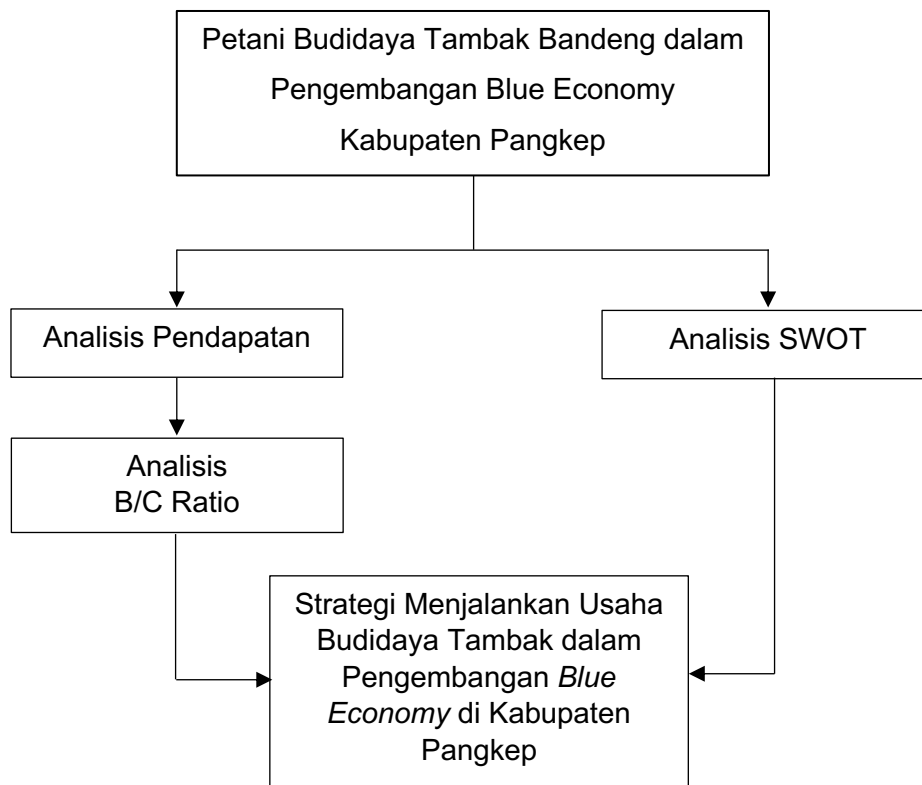 Petani Budidaya Tambak Bandeng dalam
Pengembangan Blue Economy
Kabupaten Pangkep
Analisis Pendapatan
Analisis SWOT
Analisis
B/C Ratio
Strategi Menjalankan Usaha
Budidaya Tambak dalam
Pengembangan Blue
Economy di Kabupaten
Pangkep